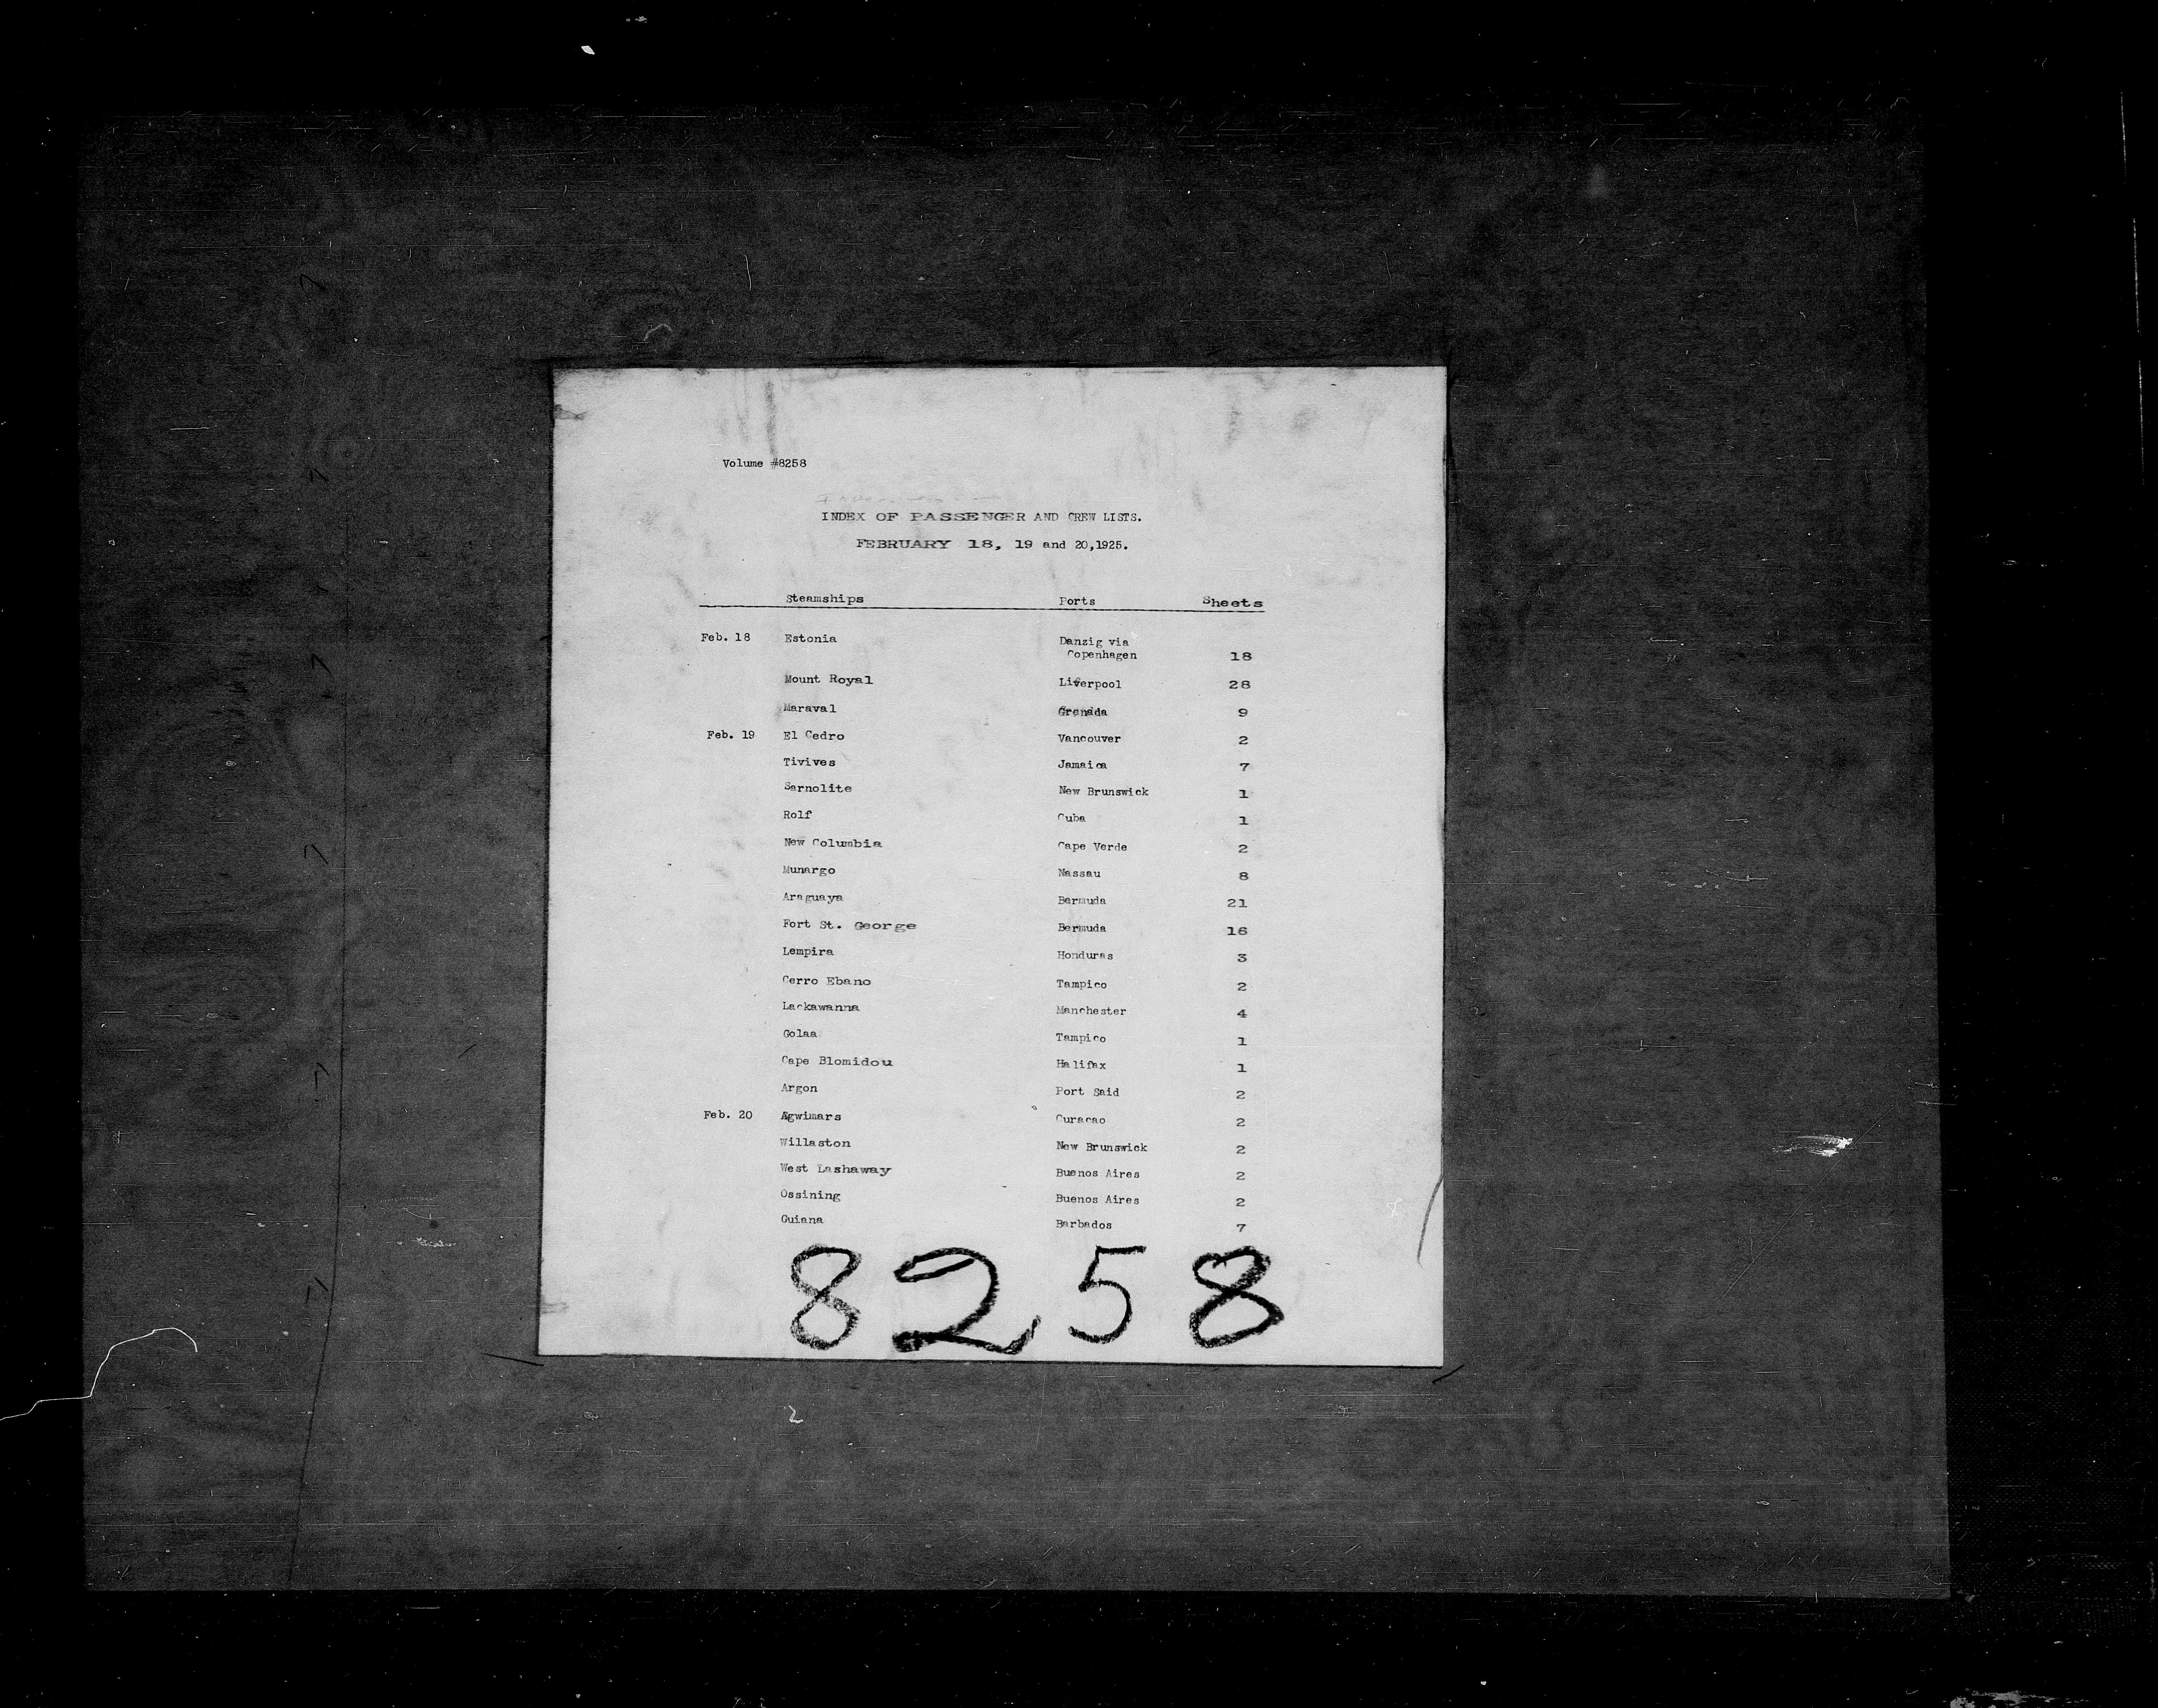 Volume #8258
INDEX OF PASSENGER AND CREW LISTS.
FEBRUARY 18, 19 and 20,1925.
Steamships Ports Sheets
Feb. 18 Estonia Danzig via
Copenhagen 18
Mount Royal Liverpool 28
Maraval Grenada 9
Feb. 19 El Cedro Vancouver 2
Tivives Jamaica 7
Sarnolite New Brunswick 1
Rolf Cuba 1
New Columbia Cape Verde 2
Munargo Nassau 8
Araguaya Bermuda 21
Fort St. George Bermuda 16
Lempira Honduras 3
Cerro Ebano Tampico 2
Lackawanna Manchester 4
Golaa Tampico 1
Cape Blomidou Halifax 1
Argon Port Said 2
Feb. 20 Agwimars Curacao 2
Willaston New Brunswick 2
West Lashaway Buenos Aires 2
Ossining Buenos Aires 2
Guiana Barbados 7
8258